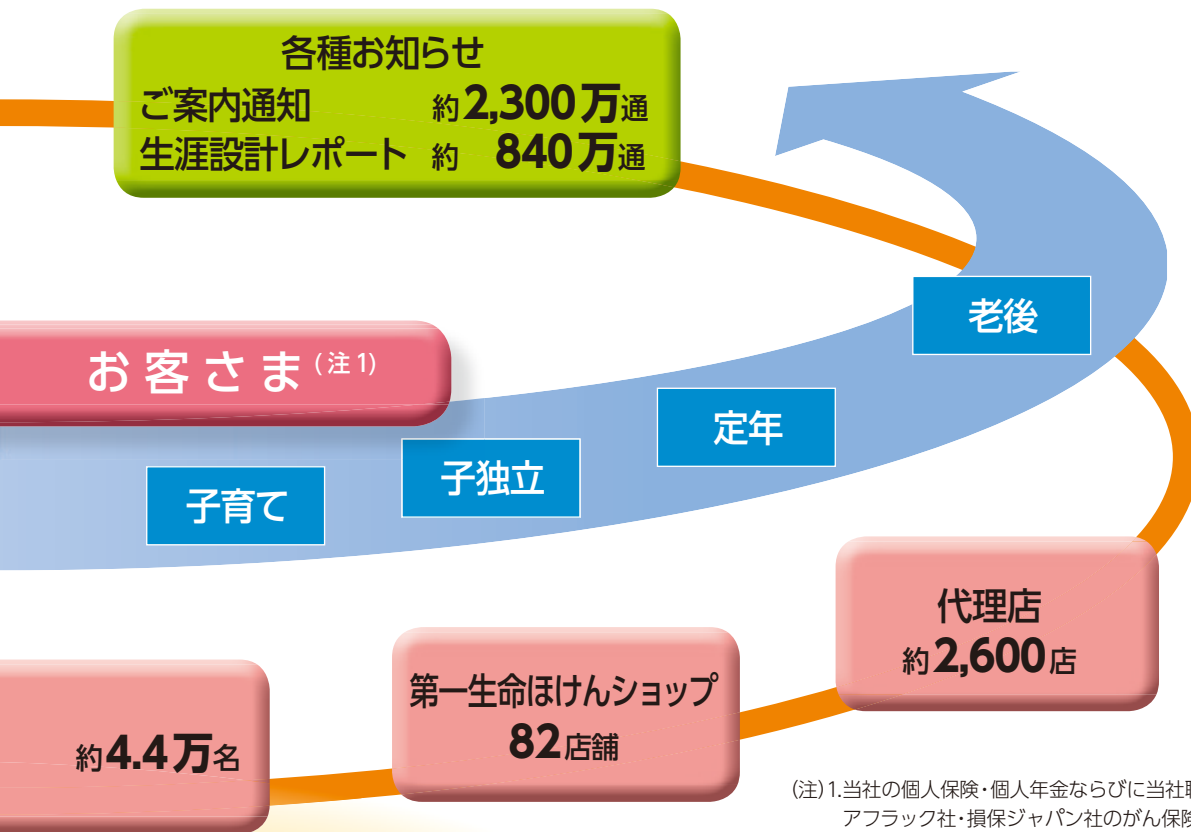 各種お知らせ
ご案内通知 約2,300万通
生涯設計レポート 約 840万通
お客さま(注1)
老後
定年
子独立
子育て
代理店
約2,600店
第一生命ほけんショップ
82店舗
約4.4万名
(注)1.当社の個人保険・個人年金ならびに当社職
アフラック社・損保ジャパン社のがん保険